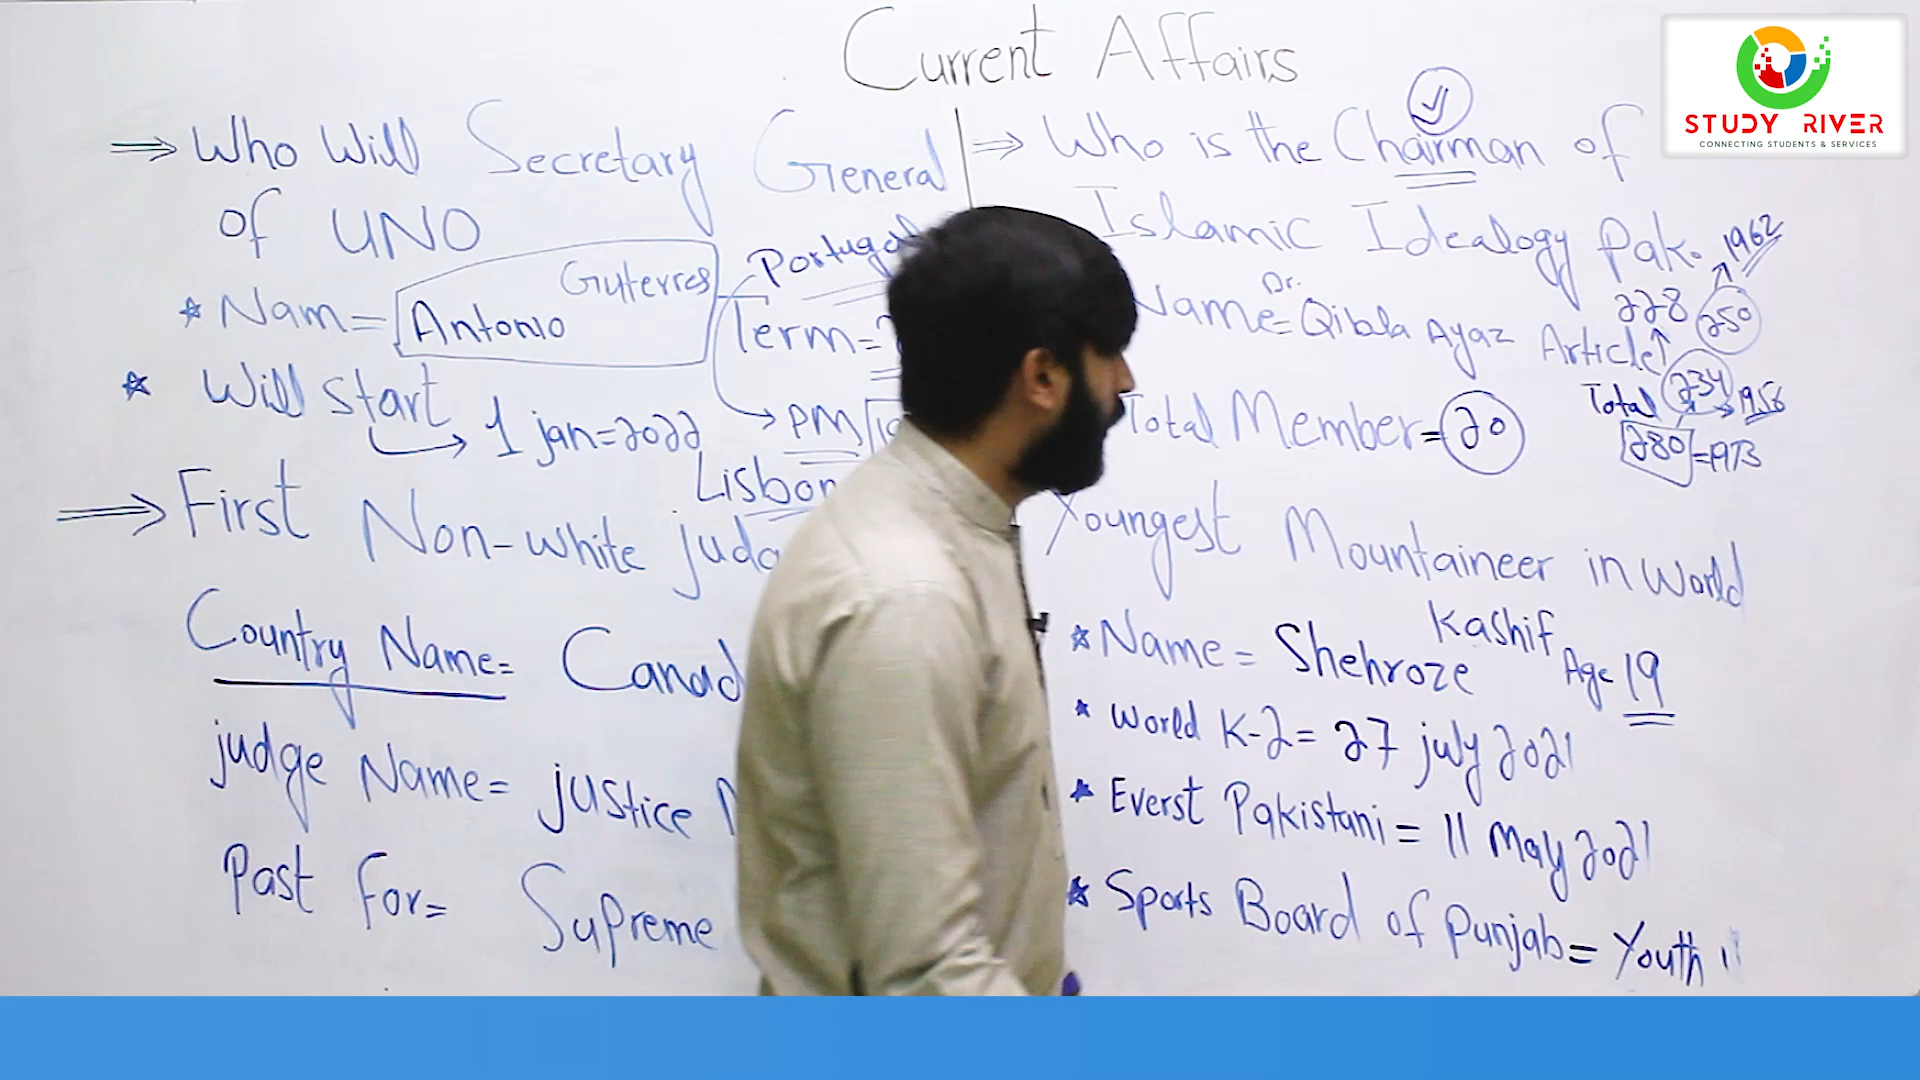 Current Affairs
STUDY RIVER
CONNECTING STUDENTS & SERVICES
⇒ Who Will Secretary General
of UNO
Portugal
Guterres
* Nam = Antonio
Term =
* Will Start → 1 jan = 2022
→ PM
Lisbon
⇒ First Non-white
Country Name =
judge Name = justice
Past For = Supreme
⇒ Who is the Chairman of
Islamic Idealogy Pak.
1962
Dr.
Name = Qibla Ayaz Article
228
250
Total Member = 20
Total
234 → 1956
280 = 1973
Youngest Mountaineer in World
* Name = Shehroze Kashif Age 19
* World K-2 = 27 july 2021
* Everst Pakistani = 11 May 2021
* Sports Board of Punjab = Youth